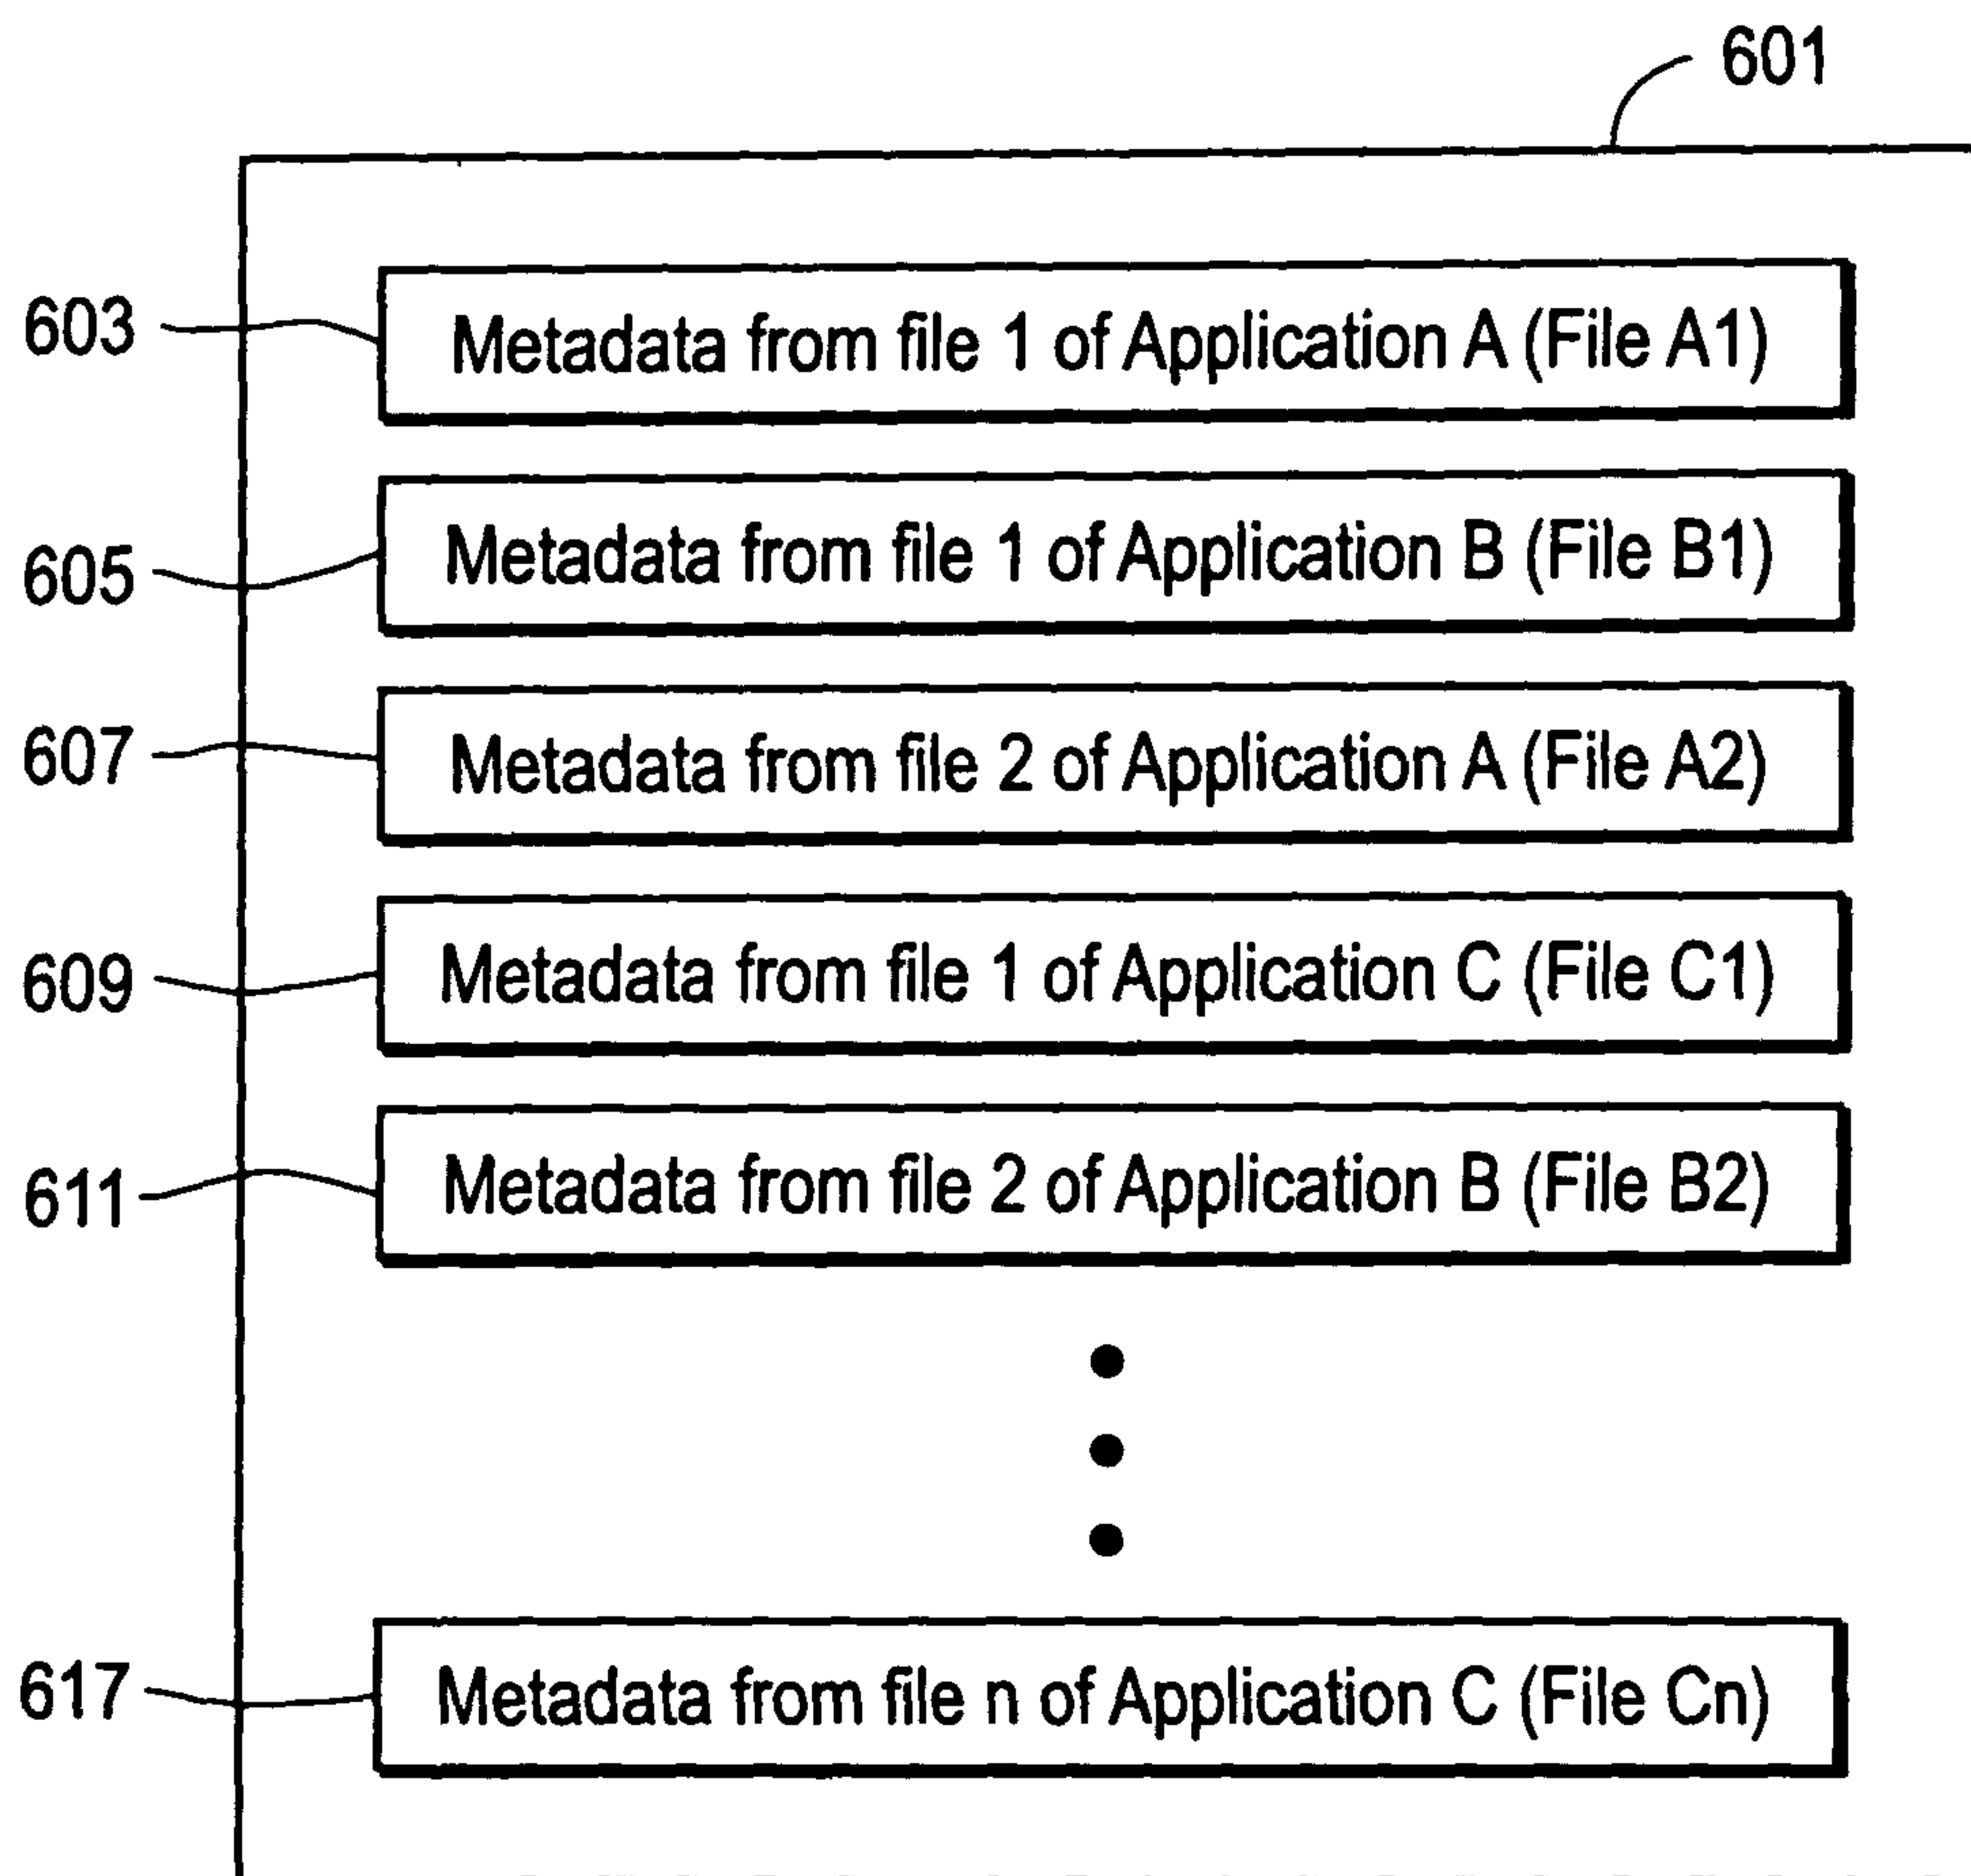 601
603 Metadata from file 1 of Application A (File A1)
605 Metadata from file 1 of Application B (File B1)
607 Metadata from file 2 of Application A (File A2)
609 Metadata from file 1 of Application C (File C1)
611 Metadata from file 2 of Application B (File B2)
617 Metadata from file n of Application C (File Cn)